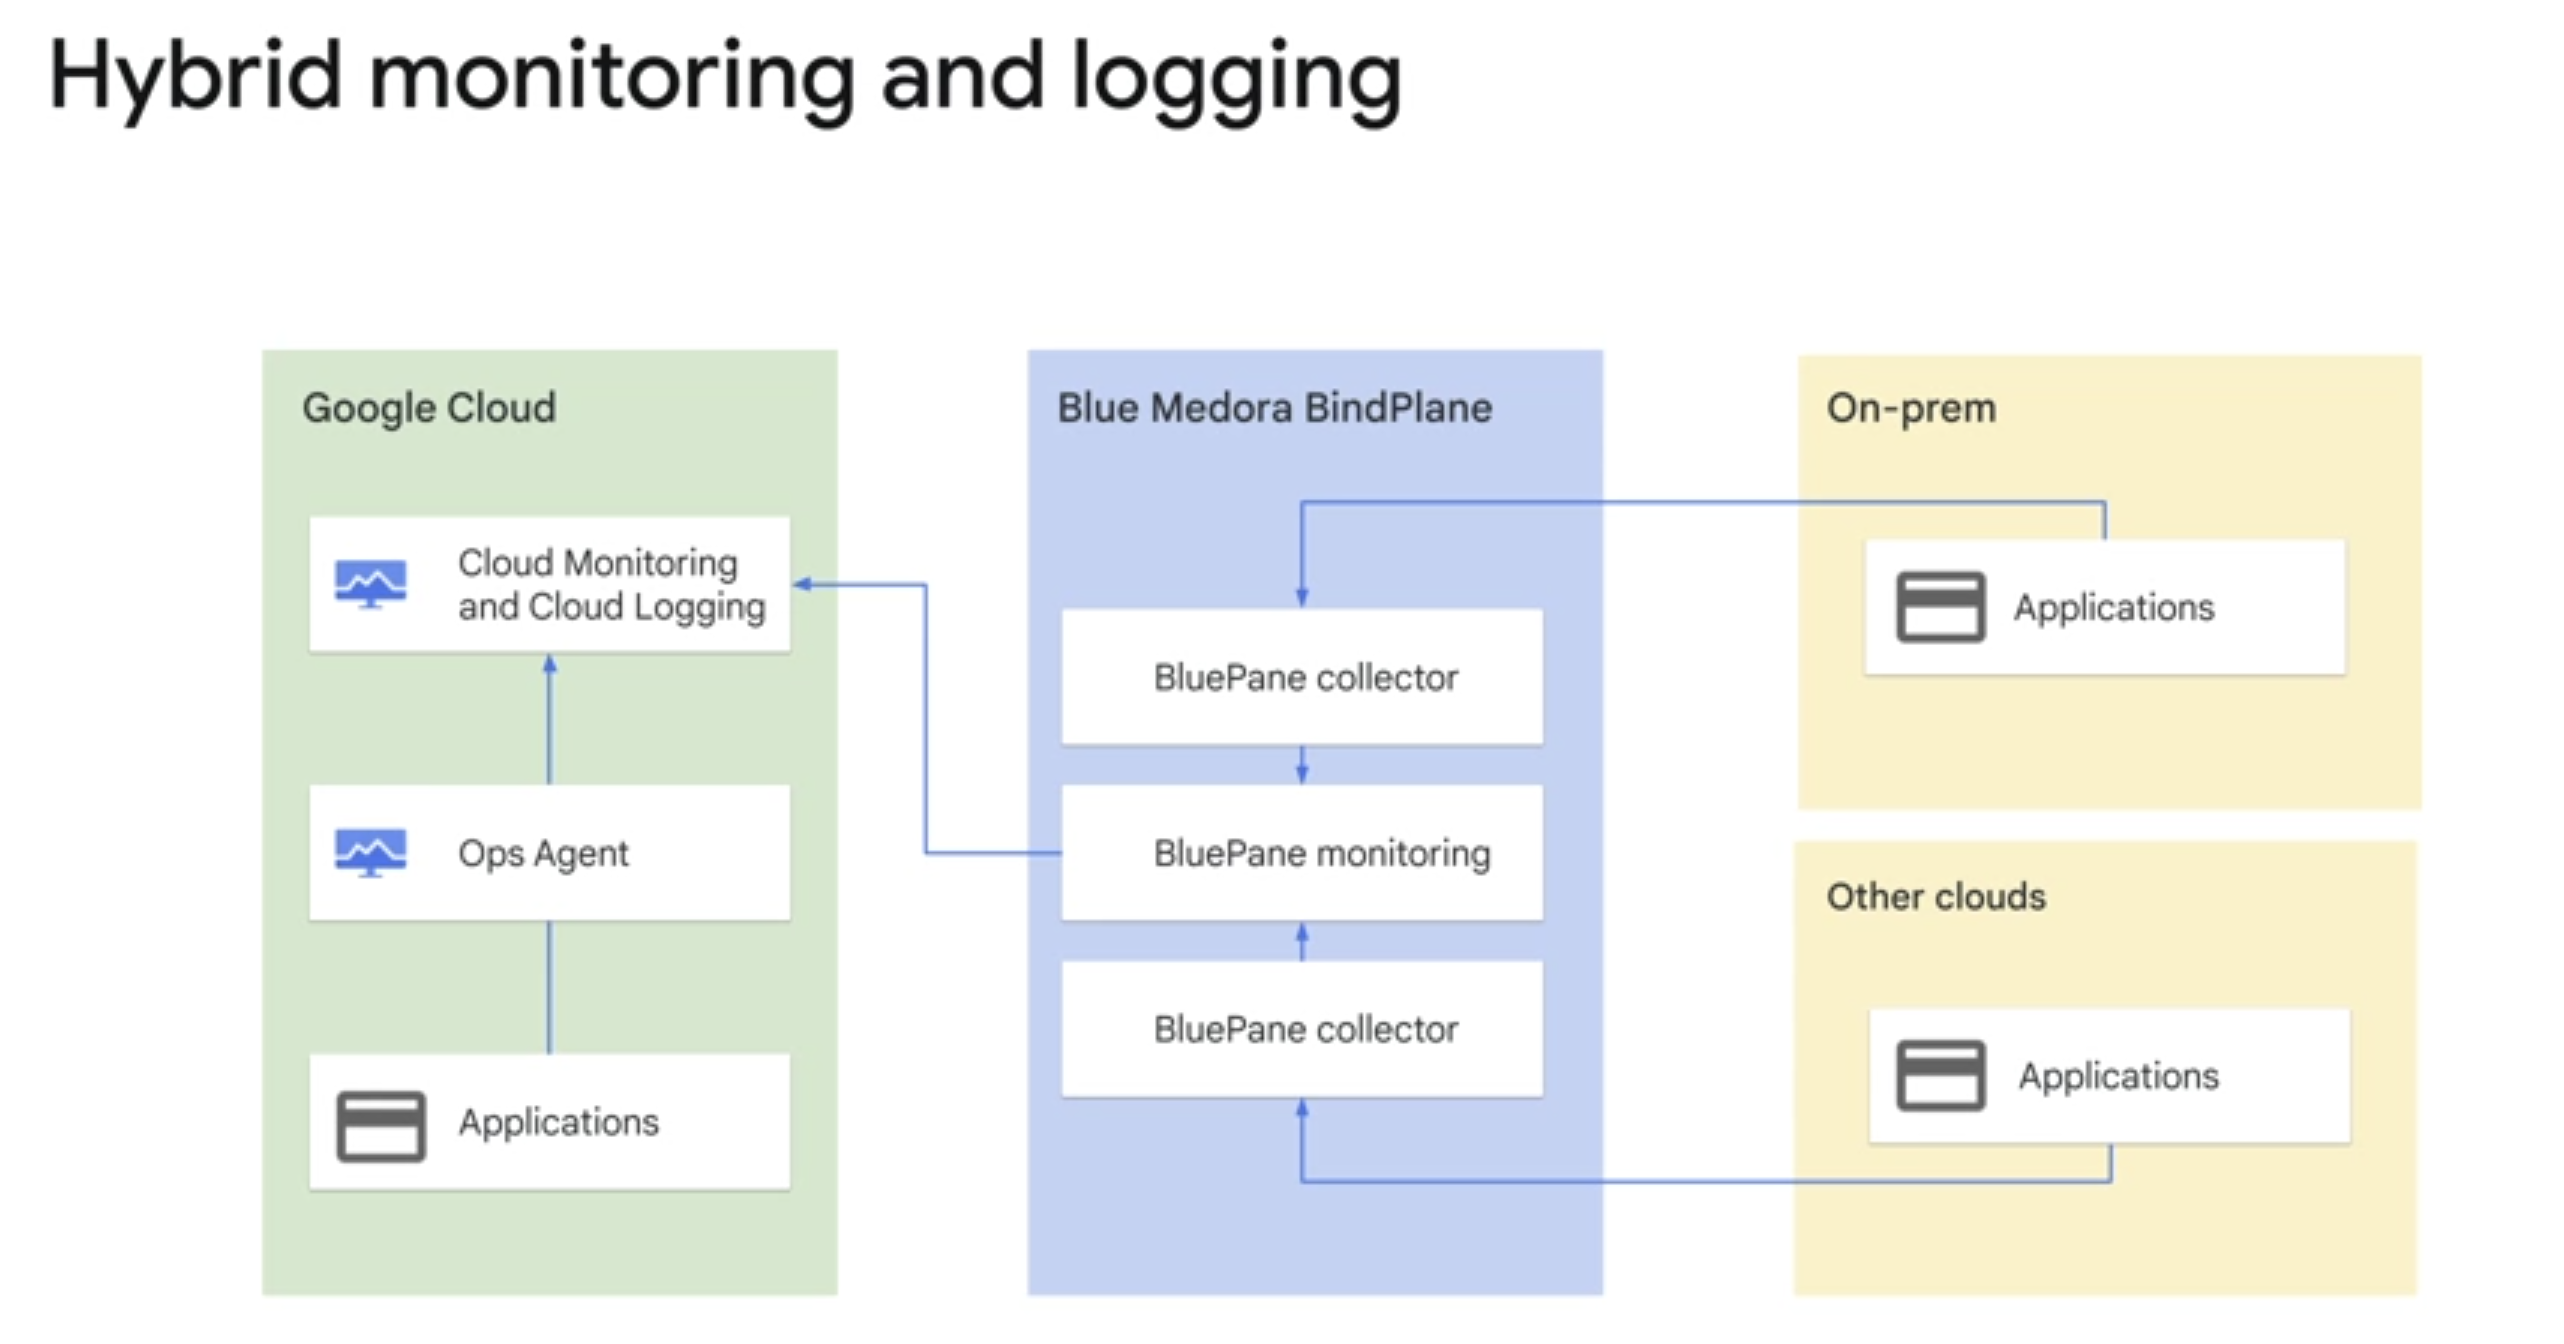 Hybrid monitoring and logging
Google Cloud
Cloud Monitoring
and Cloud Logging
Ops Agent
Applications
Blue Medora BindPlane
BluePane collector
BluePane monitoring
BluePane collector
On-prem
Applications
Other clouds
Applications